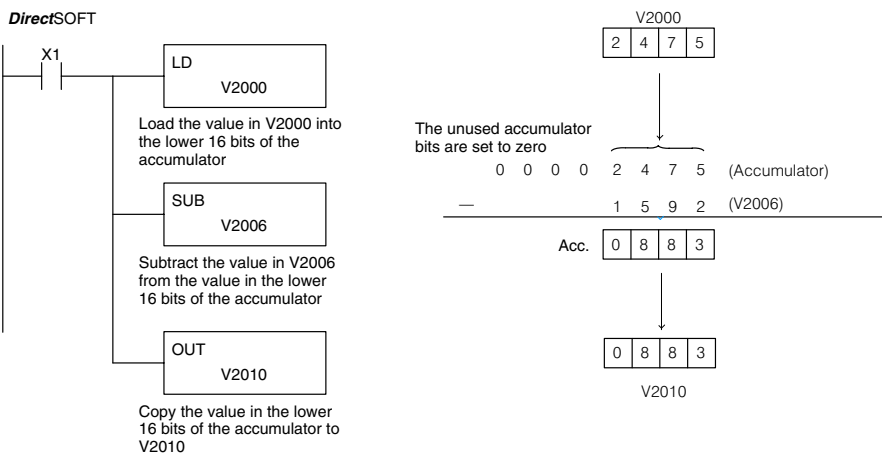 DirectSOFT
X1
LD
V2000
Load the value in V2000 into
the lower 16 bits of the
accumulator
SUB
V2006
Subtract the value in V2006
from the value in the lower
16 bits of the accumulator
OUT
V2010
Copy the value in the lower
16 bits of the accumulator to
V2010
V2000
2 4 7 5
The unused accumulator
bits are set to zero
0 0 0 0 2 4 7 5 (Accumulator)
— 1 5 9 2 (V2006)
Acc. 0 8 8 3
0 8 8 3
V2010